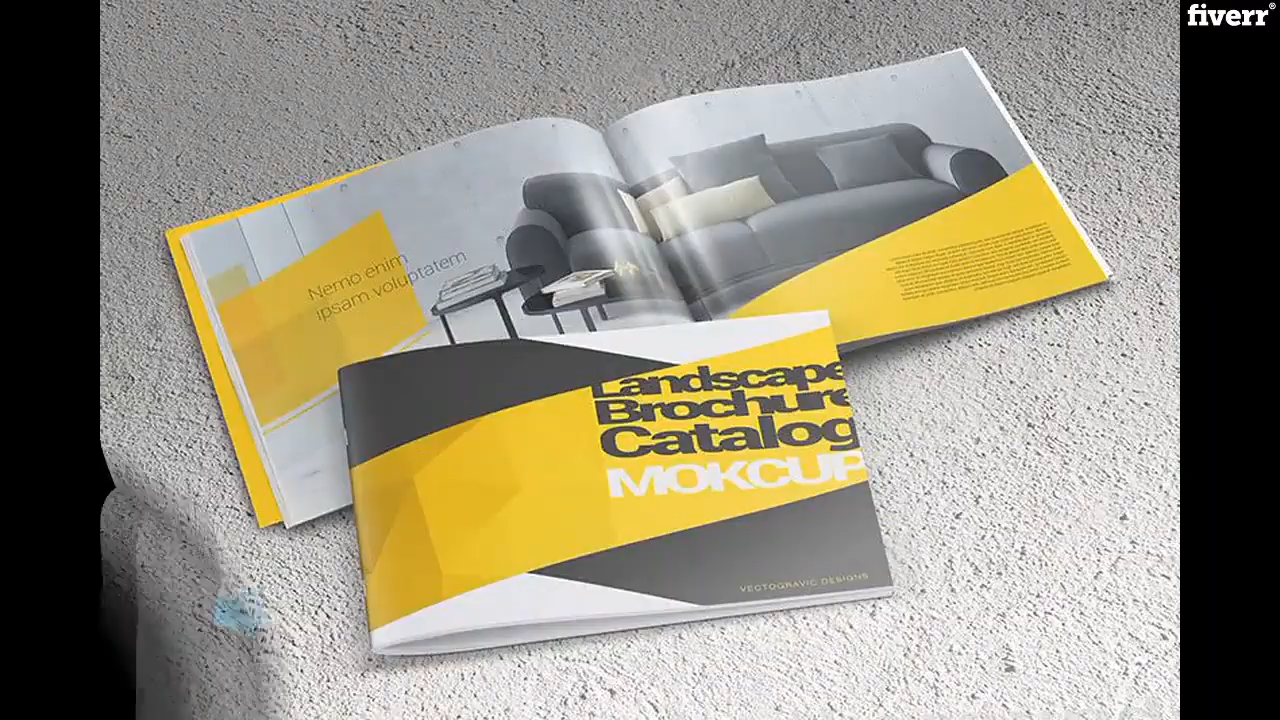 fiverr®
Nemo enim
ipsam voluptatem
Landscape
Brochure
Catalog
MOKCUP
VECTOGRAVIC DESIGNS